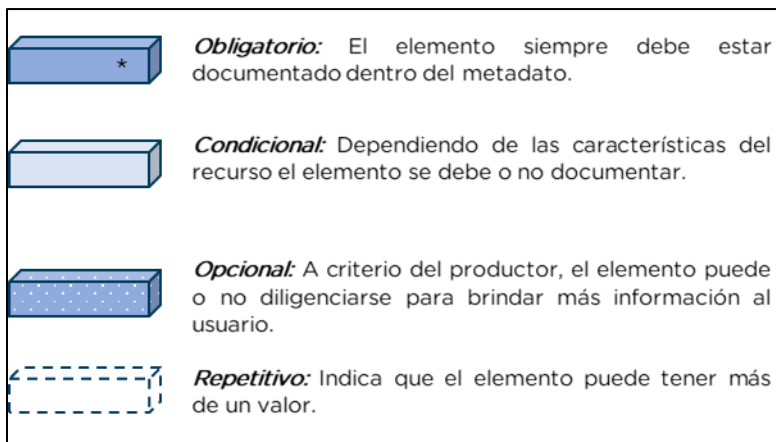 *
Obligatorio: El elemento siempre debe estar
documentado dentro del metadato.
Condicional: Dependiendo de las características del
recurso el elemento se debe o no documentar.
Opcional: A criterio del productor, el elemento puede
o no diligenciarse para brindar más información al
usuario.
Repetitivo: Indica que el elemento puede tener más
de un valor.